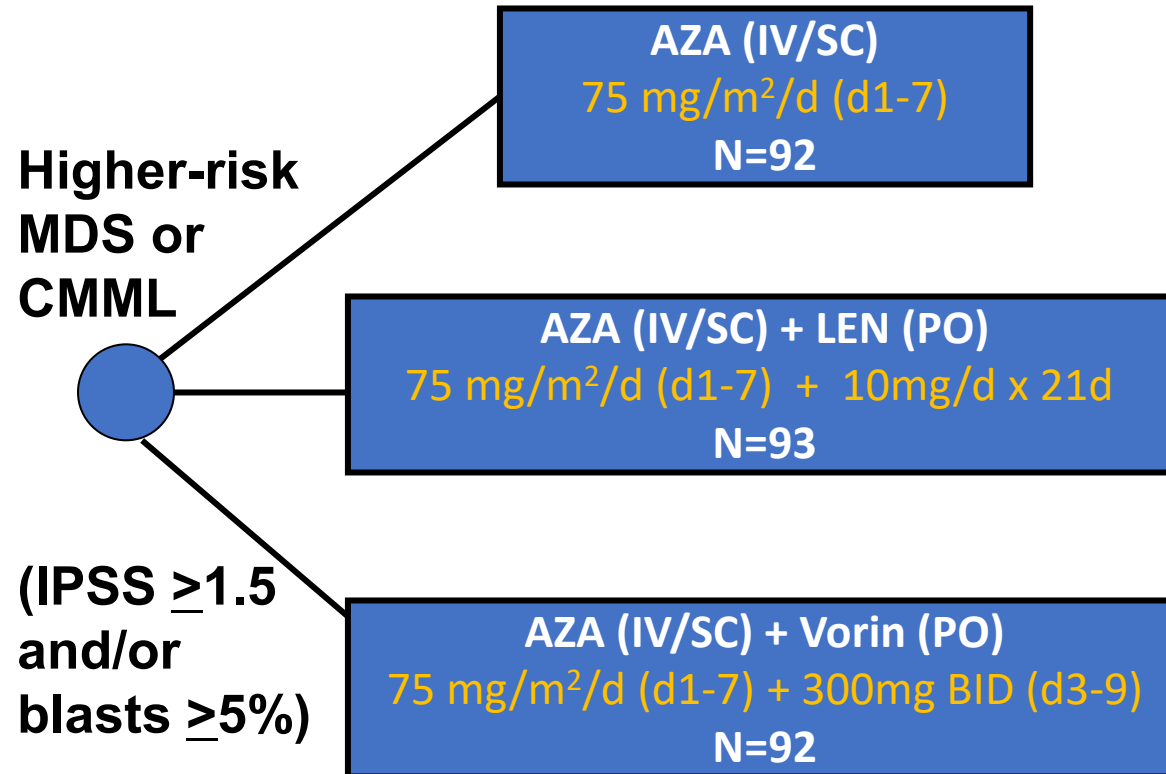 Higher-risk
MDS or
CMML
(IPSS ≥1.5
and/or
blasts ≥5%)
AZA (IV/SC)
75 mg/m²/d (d1-7)
N=92
AZA (IV/SC) + LEN (PO)
75 mg/m²/d (d1-7) + 10mg/d x 21d
N=93
AZA (IV/SC) + Vorin (PO)
75 mg/m²/d (d1-7) + 300mg BID (d3-9)
N=92